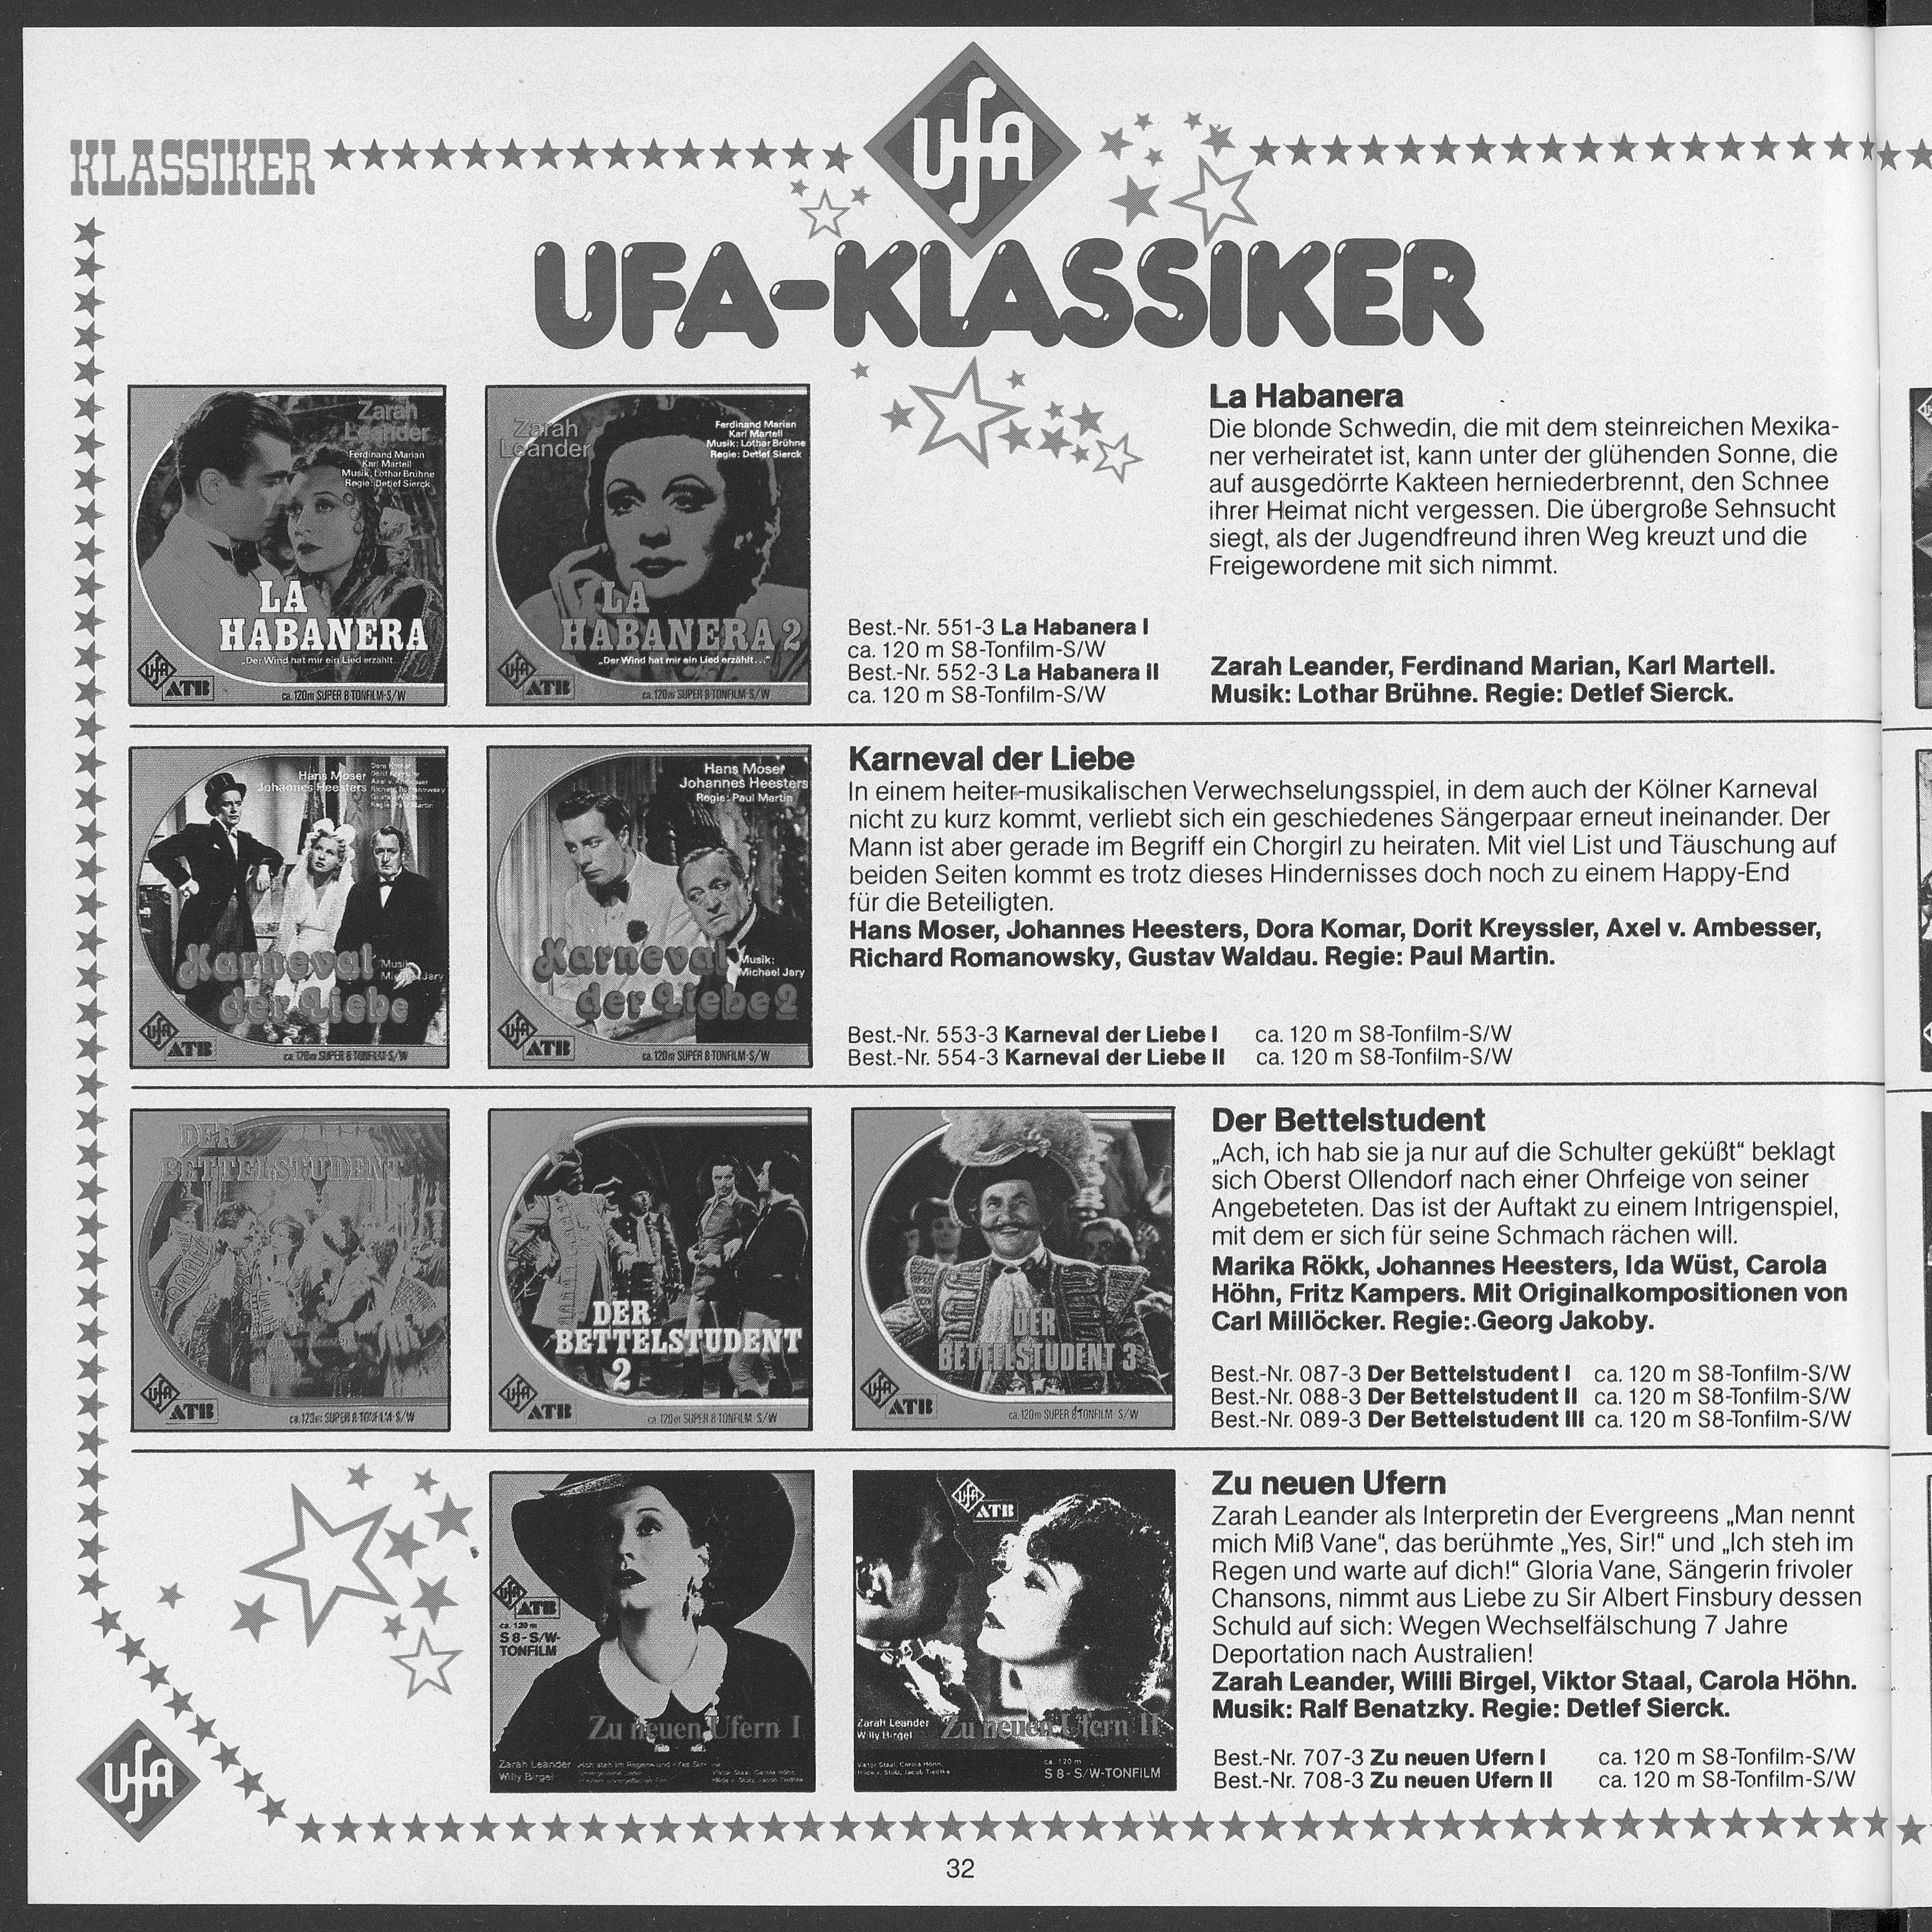 KLASSIKER
Ufa
UFA-KLASSIKER
Zarah
Leander
Ferdinand Marian
Karl Martell
Musik: Lothar Brühne
Regie: Detlef Sierck
LA
HABANERA
„Der Wind hat mir ein Lied erzählt...
Ufa
ATB
ca. 120m SUPER 8 TONFILM-S/W
Zarah
Leander
Ferdinand Marian
Karl Martell
Musik: Lothar Brühne
Regie: Detlef Sierck
LA
HABANERA 2
„Der Wind hat mir ein Lied erzählt...“
Ufa
ATB
ca. 120m SUPER 8 TONFILM-S/W
Best.-Nr. 551-3 La Habanera I
ca. 120 m S8-Tonfilm-S/W
Best.-Nr. 552-3 La Habanera II
ca. 120 m S8-Tonfilm-S/W
La Habanera
Die blonde Schwedin, die mit dem steinreichen Mexika-
ner verheiratet ist, kann unter der glühenden Sonne, die
auf ausgedörrte Kakteen herniederbrennt, den Schnee
ihrer Heimat nicht vergessen. Die übergroße Sehnsucht
siegt, als der Jugendfreund ihren Weg kreuzt und die
Freigewordene mit sich nimmt.
Zarah Leander, Ferdinand Marian, Karl Martell.
Musik: Lothar Brühne. Regie: Detlef Sierck.
Hans Moser
Johannes Heesters
Karneval
der Liebe
Ufa
ATB
ca. 120m SUPER 8 TONFILM-S/W
Hans Moser
Johannes Heesters
Regie: Paul Martin
Karneval
der Liebe 2
Musik:
Michael Jary
Ufa
ATB
ca. 120m SUPER 8 TONFILM-S/W
Karneval der Liebe
In einem heiter-musikalischen Verwechselungsspiel, in dem auch der Kölner Karneval
nicht zu kurz kommt, verliebt sich ein geschiedenes Sängerpaar erneut ineinander. Der
Mann ist aber gerade im Begriff ein Chorgirl zu heiraten. Mit viel List und Täuschung auf
beiden Seiten kommt es trotz dieses Hindernisses doch noch zu einem Happy-End
für die Beteiligten.
Hans Moser, Johannes Heesters, Dora Komar, Dorit Kreyssler, Axel v. Ambesser,
Richard Romanowsky, Gustav Waldau. Regie: Paul Martin.
Best.-Nr. 553-3 Karneval der Liebe I ca. 120 m S8-Tonfilm-S/W
Best.-Nr. 554-3 Karneval der Liebe II ca. 120 m S8-Tonfilm-S/W
DER
BETTELSTUDENT
Ufa
ATB
ca. 120m SUPER 8 TONFILM-S/W
DER
BETTELSTUDENT
2
Ufa
ATB
ca. 120m SUPER 8 TONFILM-S/W
DER
BETTELSTUDENT 3
Ufa
ATB
ca. 120m SUPER 8 TONFILM-S/W
Der Bettelstudent
„Ach, ich hab sie ja nur auf die Schulter geküßt“ beklagt
sich Oberst Ollendorf nach einer Ohrfeige von seiner
Angebeteten. Das ist der Auftakt zu einem Intrigenspiel,
mit dem er sich für seine Schmach rächen will.
Marika Rökk, Johannes Heesters, Ida Wüst, Carola
Höhn, Fritz Kampers. Mit Originalkompositionen von
Carl Millöcker. Regie: Georg Jakoby.
Best.-Nr. 087-3 Der Bettelstudent I ca. 120 m S8-Tonfilm-S/W
Best.-Nr. 088-3 Der Bettelstudent II ca. 120 m S8-Tonfilm-S/W
Best.-Nr. 089-3 Der Bettelstudent III ca. 120 m S8-Tonfilm-S/W
Ufa
ATB
ca. 120 m
S 8 - S/W-
TONFILM
Zu neuen Ufern I
Zarah Leander
Willy Birgel
Ufa
ATB
Zarah Leander
Willy Birgel
Zu neuen Ufern II
ca. 120 m
S 8 - S/W-TONFILM
Zu neuen Ufern
Zarah Leander als Interpretin der Evergreens „Man nennt
mich Miß Vane“, das berühmte „Yes, Sir!“ und „Ich steh im
Regen und warte auf dich!“ Gloria Vane, Sängerin frivoler
Chansons, nimmt aus Liebe zu Sir Albert Finsbury dessen
Schuld auf sich: Wegen Wechselfälschung 7 Jahre
Deportation nach Australien!
Zarah Leander, Willi Birgel, Viktor Staal, Carola Höhn.
Musik: Ralf Benatzky. Regie: Detlef Sierck.
Best.-Nr. 707-3 Zu neuen Ufern I ca. 120 m S8-Tonfilm-S/W
Best.-Nr. 708-3 Zu neuen Ufern II ca. 120 m S8-Tonfilm-S/W
Ufa
32